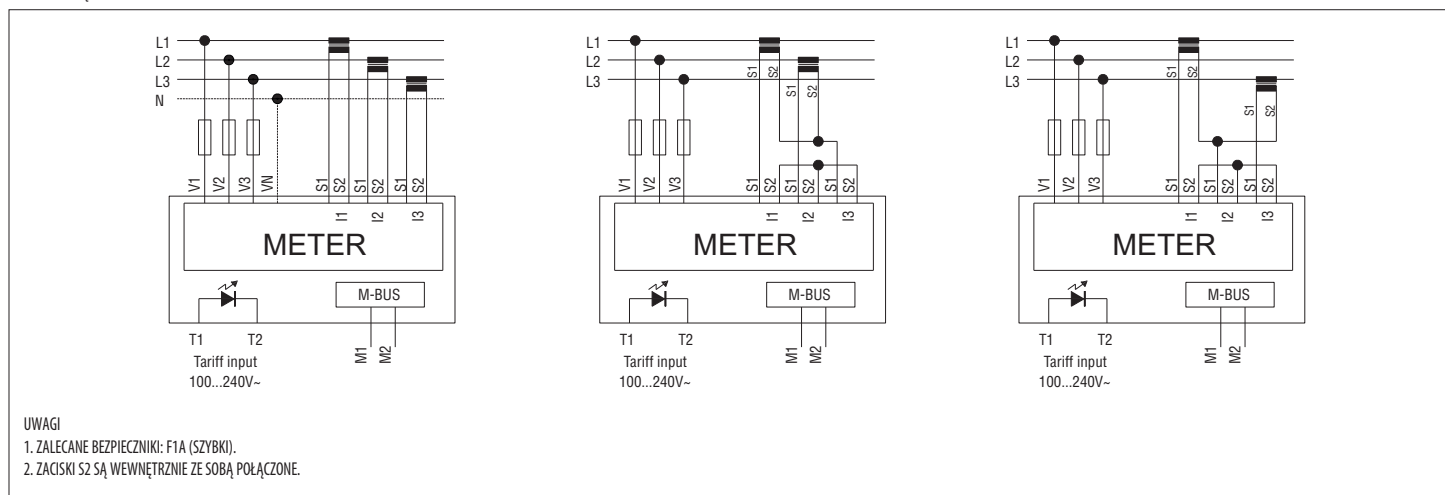 L1
L2
L3
N
V1 V2 V3 VN S1 S2 S1 S2 S1 S2
I1 I2 I3
METER
M-BUS
T1 T2
M1 M2
Tariff input
100...240V~
L1
L2
L3
S1 S2
S1 S2
V1 V2 V3 S1 S2 S1 S2 S1 S2
I1 I2 I3
METER
M-BUS
T1 T2
M1 M2
Tariff input
100...240V~
L1
L2
L3
S1 S2
S1 S2
V1 V2 V3 S1 S2 S1 S2 S1 S2
I1 I2 I3
METER
M-BUS
T1 T2
M1 M2
Tariff input
100...240V~
UWAGI
1. ZALECANE BEZPIECZNIKI: F1A (SZYBKI).
2. ZACISKI S2 SĄ WEWNĘTRZNIE ZE SOBĄ POŁĄCZONE.